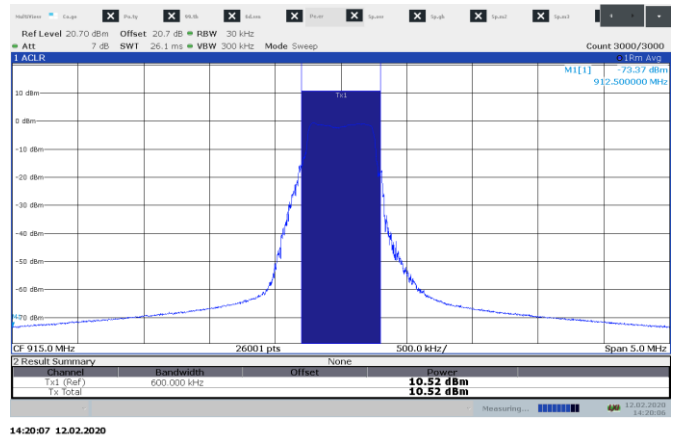 MultiView
Ref Level 20.70 dBm Offset 20.7 dB RBW 30 kHz
Att 7 dB SWT 26.1 ms VBW 300 kHz Mode Sweep Count 3000/3000
1 ACLR 1Rm Avg
M1[1] -73.37 dBm
912.500000 MHz
Tx1
10 dBm
0 dBm
-10 dBm
-20 dBm
-30 dBm
-40 dBm
-50 dBm
-60 dBm
-70 dBm
CF 915.0 MHz 26001 pts 500.0 kHz/ Span 5.0 MHz
2 Result Summary None
Channel Bandwidth Offset Power
Tx1 (Ref) 600.000 kHz 10.52 dBm
Tx Total 10.52 dBm
Measuring... 12.02.2020
14:20:06
14:20:07 12.02.2020